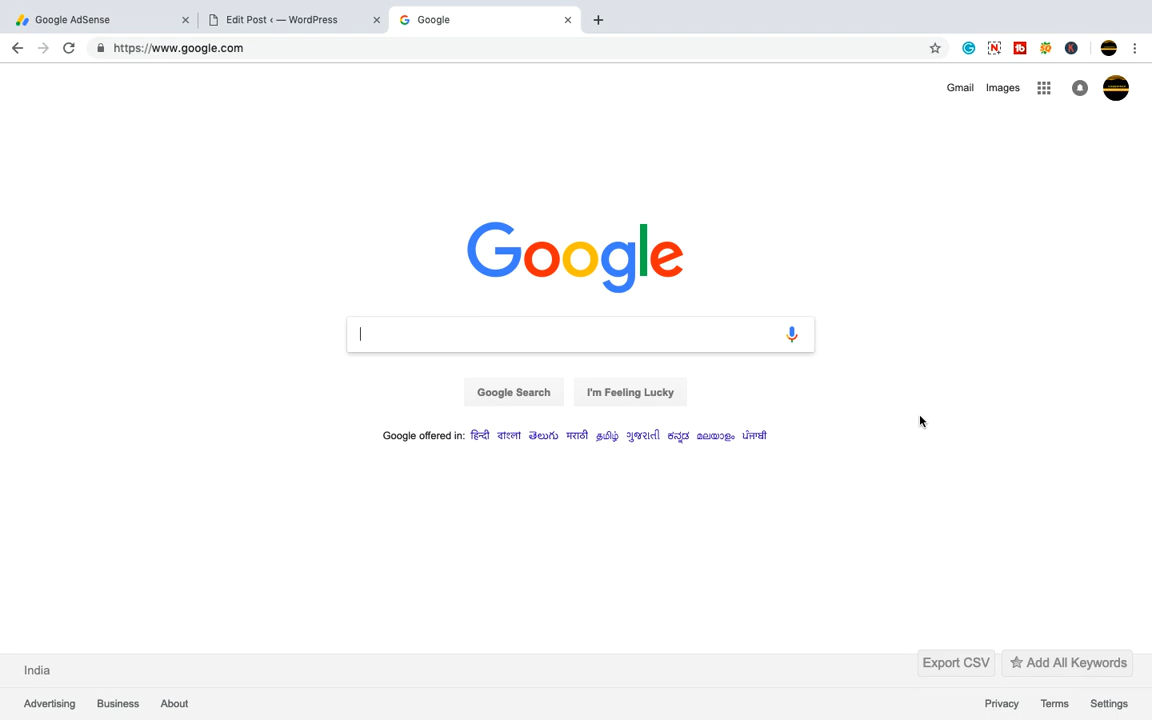 Google AdSense
Edit Post ‹ — WordPress
Google
https://www.google.com
Gmail Images
Google
Google Search
I'm Feeling Lucky
Google offered in: हिन्दी বাংলা తెలుగు मराठी தமிழ் ગુજરાતી ಕನ್ನಡ മലയാളം ਪੰਜਾਬੀ
India
Export CSV
Add All Keywords
Advertising Business About
Privacy Terms Settings